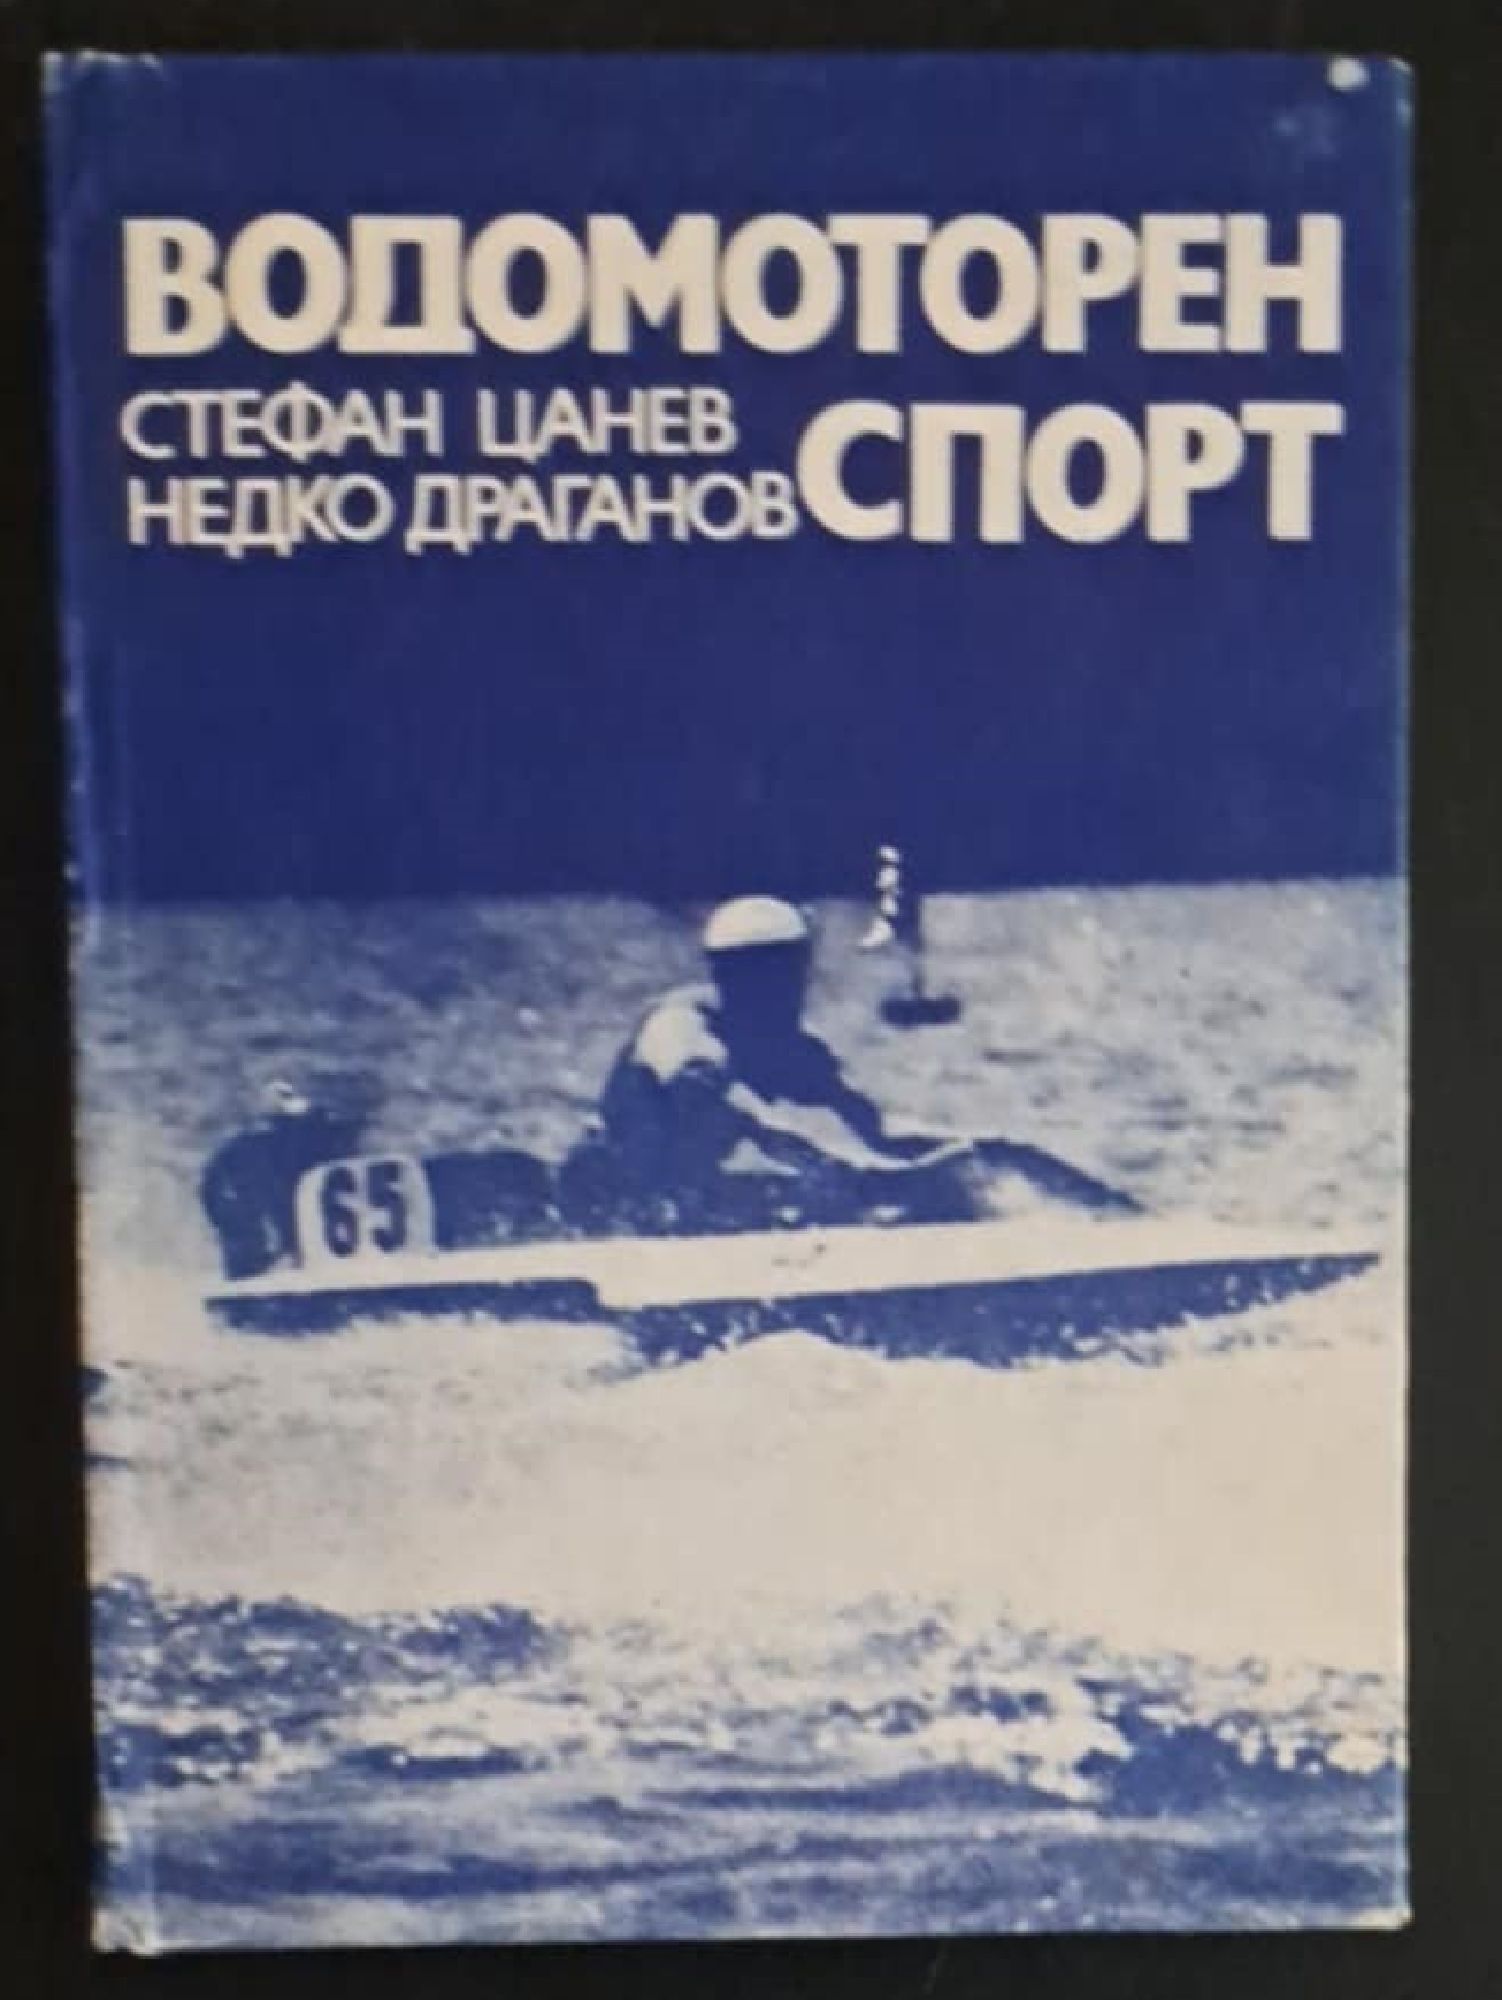 ВОДОМОТОРЕН
СТЕФАН ЦАНЕВ
НЕДКО ДРАГАНОВ
СПОРТ
65